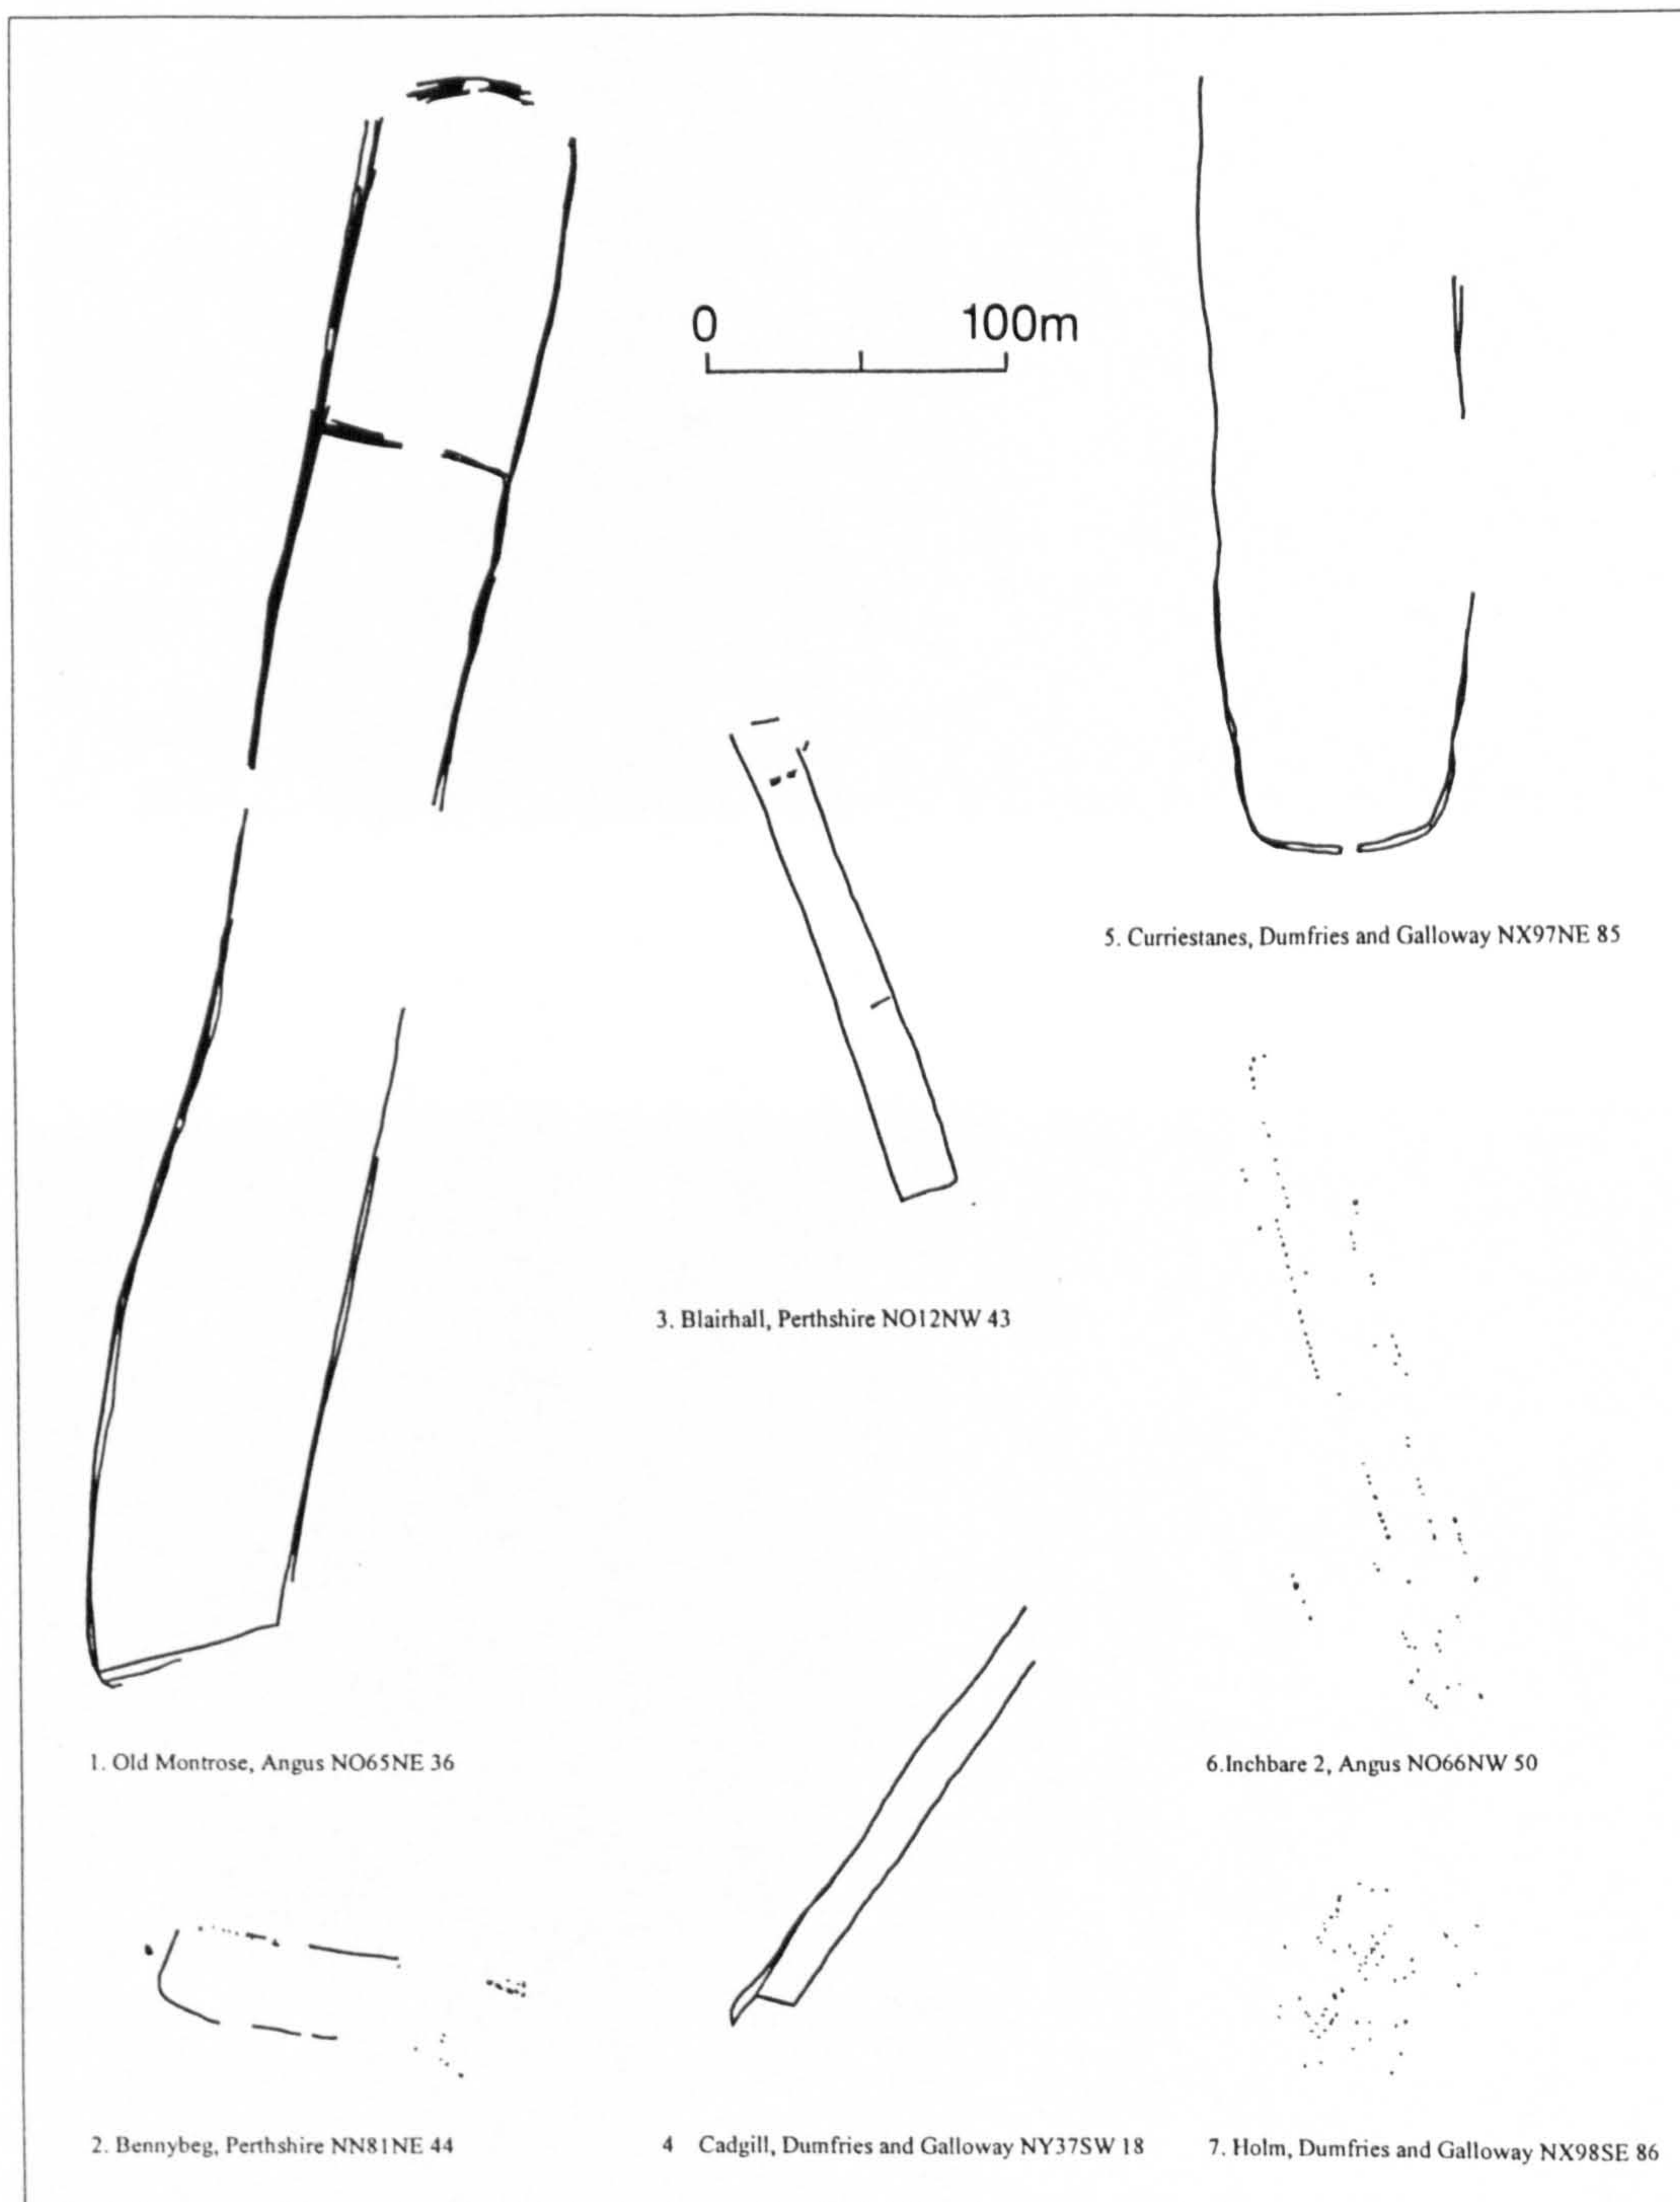 0 100m
5. Curriestanes, Dumfries and Galloway NX97NE 85
3. Blairhall, Perthshire NO12NW 43
1. Old Montrose, Angus NO65NE 36
6.Inchbare 2, Angus NO66NW 50
2. Bennybeg, Perthshire NN81NE 44
4 Cadgill, Dumfries and Galloway NY37SW 18
7. Holm, Dumfries and Galloway NX98SE 86